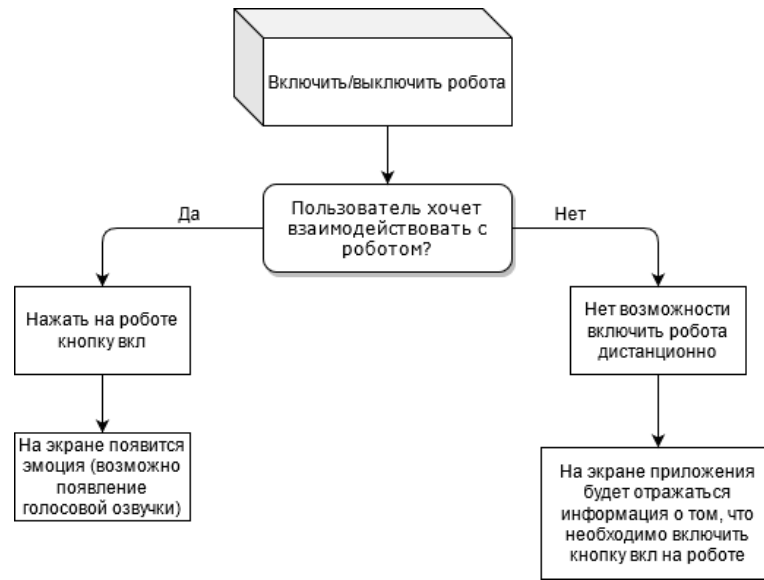 Включить/выключить робота
Пользователь хочет
взаимодействовать с
роботом?
Да
Нет
Нажать на роботе
кнопку вкл
Нет возможности
включить робота
дистанционно
На экране появится
эмоция (возможно
появление
голосовой озвучки)
На экране приложения
будет отражаться
информация о том, что
необходимо включить
кнопку вкл на роботе